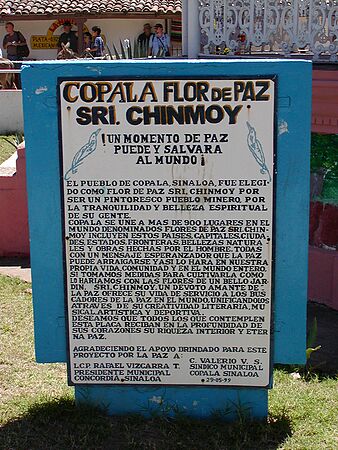 PLATA-
MEXICAN
COPALA FLOR DE PAZ
SRI. CHINMOY
¡UN MOMENTO DE PAZ
PUEDE Y SALVARA
AL MUNDO!
EL PUEBLO DE COPALA, SINALOA, FUE ELEGI-
DO COMO FLOR DE PAZ SRI, CHINMOY POR
SER UN PINTORESCO PUEBLO MINERO, POR
LA TRANQUILIDAD Y BELLEZA ESPIRITUAL
DE SU GENTE.
COPALA SE UNE A MAS DE 900 LUGARES EN EL
MUNDO DENOMINADOS FLORES DE PAZ SRI, CHIN-
MOY INCLUYEN ESTOS PAISES, CAPITALES, CIUDA-
DES, ESTADOS, FRONTERAS, BELLEZAS NATURA-
LES Y OBRAS HECHAS POR EL HOMBRE, TODAS
CON UN MENSAJE ESPERANZADOR QUE LA PAZ
PUEDE ARRAIGARSE Y ASI LO HARA EN NUESTRA
PROPIA VIDA, COMUNIDAD Y EN EL MUNDO ENTERO,
SI TOMAMOS MEDIDAS PARA CULTIVARLA COMO
LO HARIAMOS CON LAS FLORES DE UN BELLO JAR-
DIN. SRI, CHINMOY, UN DEVOTO AMANTE DE
LA PAZ OFRECE SU VIDA DE SERVICIO A LOS BUS-
CADORES DE LA PAZ EN EL MUNDO, UNIFICANDONOS
ATRAVES DE SU CREATIVIDAD LITERARIA, MU-
SICAL, ARTISTICA Y DEPORTIVA.
DESEAMOS QUE TODOS LOS QUE CONTEMPLEN
ESTA PLACA RECIBAN EN LA PROFUNDIDAD DE
SUS CORAZONES SU RIQUEZA INTERIOR Y ETER-
NA PAZ.
AGRADECIENDO EL APOYO BRINDADO PARA ESTE
PROYECTO POR LA PAZ A:
LCP. RAFAEL VIZCARRA T.
PRESIDENTE MUNICIPAL
CONCORDIA, SINALOA
C. VALERIO V. S.
SINDICO MUNICIPAL
COPALA SINALOA
29-05-99